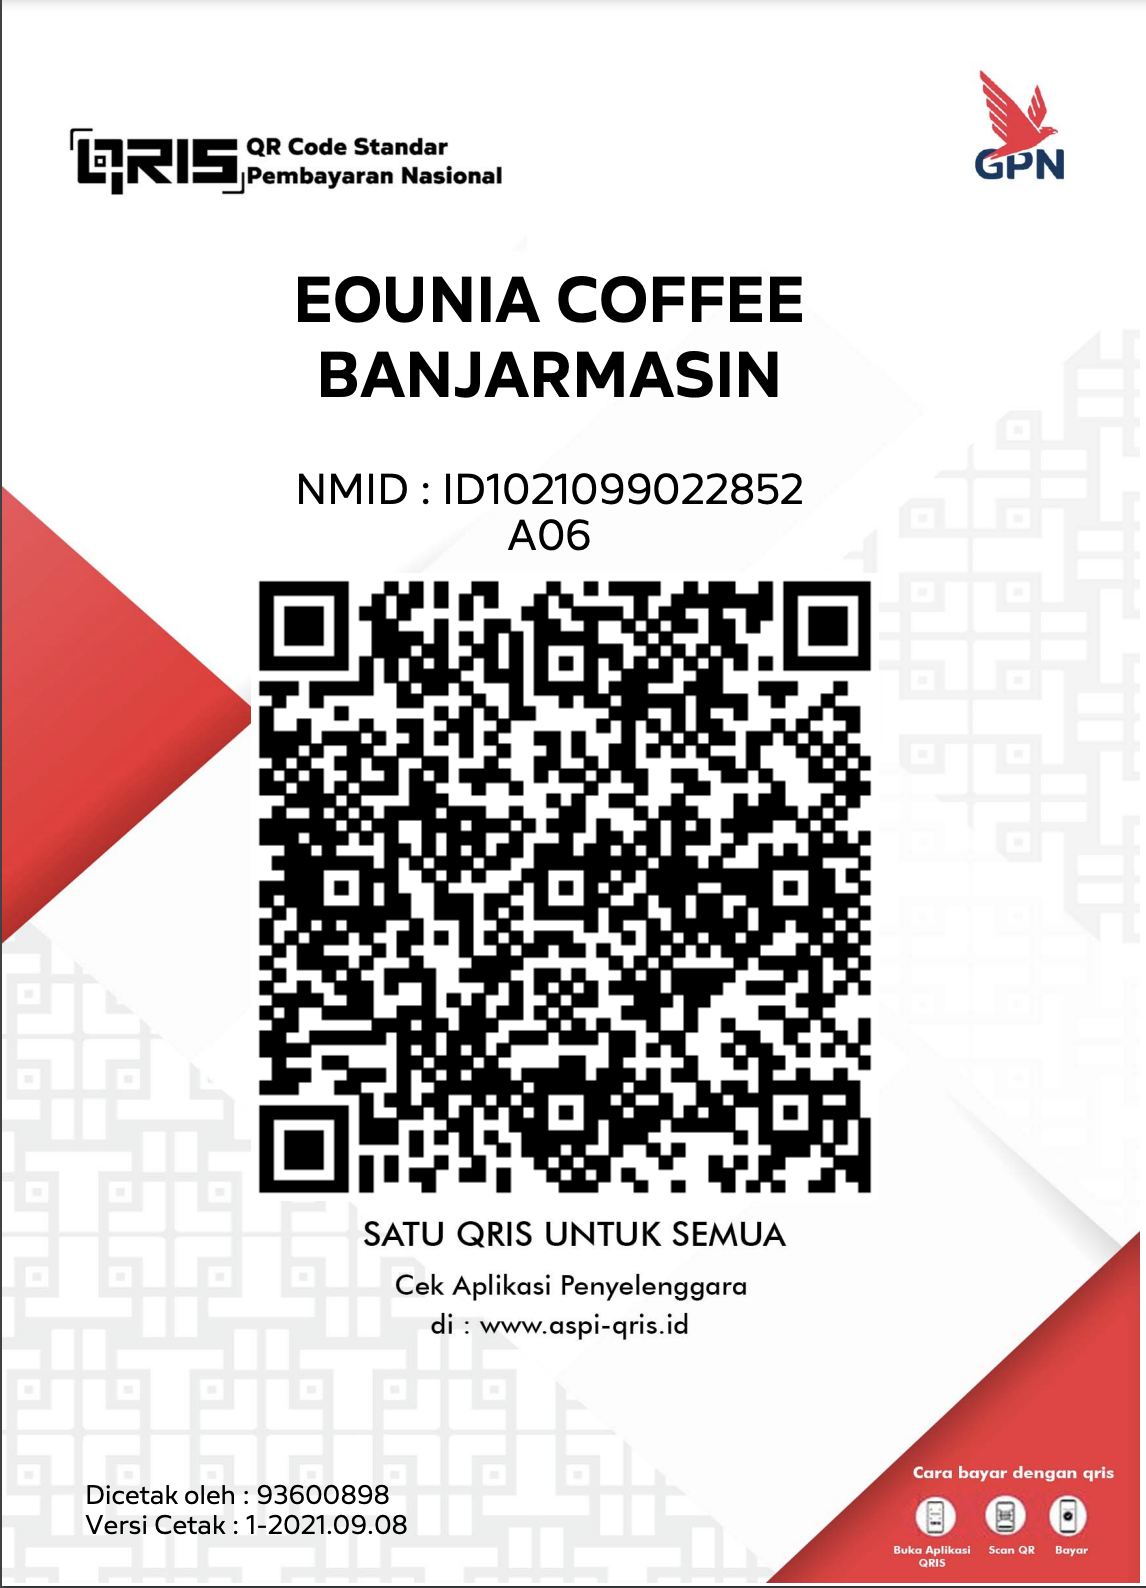 QRIS QR Code Standar
Pembayaran Nasional
GPN
EOUNIA COFFEE
BANJARMASIN
NMID : ID1021099022852
A06
SATU QRIS UNTUK SEMUA
Cek Aplikasi Penyelenggara
di : www.aspi-qris.id
Dicetak oleh : 93600898
Versi Cetak : 1-2021.09.08
Cara bayar dengan qris
Buka Aplikasi
QRIS
Scan QR
Bayar